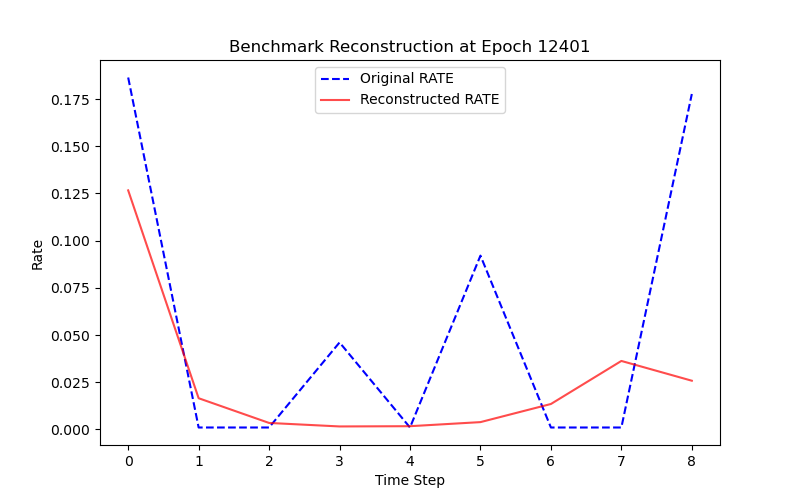 Benchmark Reconstruction at Epoch 12401
Original RATE
Reconstructed RATE
Rate
0.175
0.150
0.125
0.100
0.075
0.050
0.025
0.000
0 1 2 3 4 5 6 7 8
Time Step